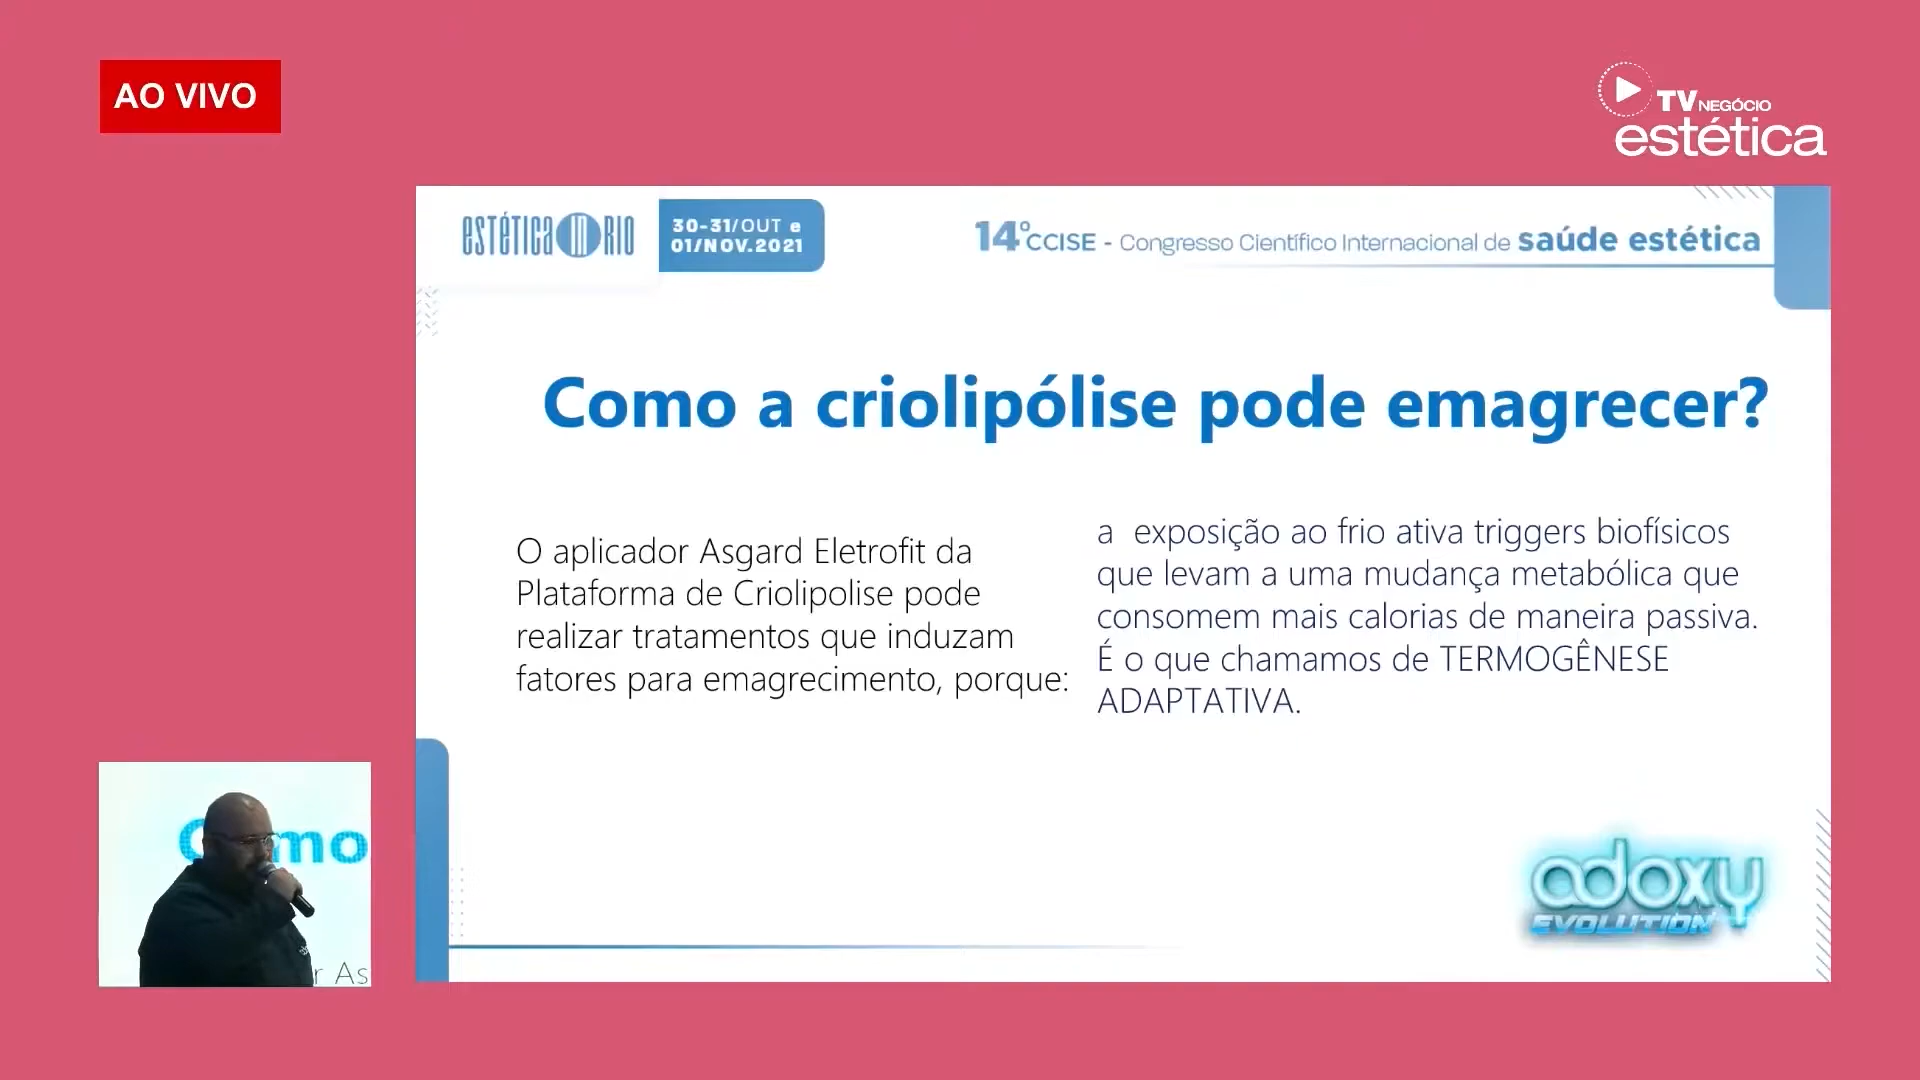 AO VIVO
TV NEGÓCIO
estética
estética in RIO
30-31/OUT e
01/NOV.2021
14º CCISE - Congresso Científico Internacional de saúde estética
Como a criolipólise pode emagrecer?
O aplicador Asgard Eletrofit da
Plataforma de Criolipolise pode
realizar tratamentos que induzam
fatores para emagrecimento, porque:
a exposição ao frio ativa triggers biofísicos
que levam a uma mudança metabólica que
consomem mais calorias de maneira passiva.
É o que chamamos de TERMOGÊNESE
ADAPTATIVA.
adoxy
EVOLUTION
mo
r As